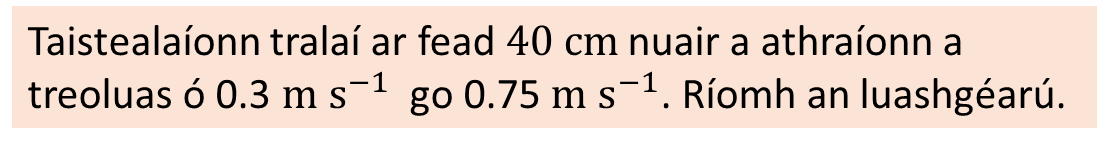 Taistealaíonn tralaí ar fead 40 cm nuair a athraíonn a
treoluas ó 0.3 m s⁻¹ go 0.75 m s⁻¹. Ríomh an luashgéarú.